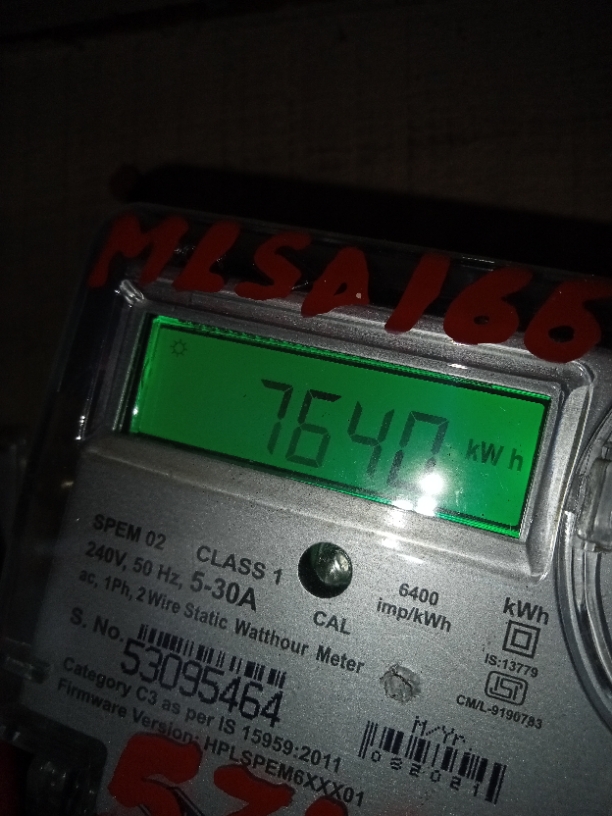 MLSA166
7640 kWh
SPEM 02
CLASS 1
240V, 50 Hz, 5-30A
ac, 1Ph, 2 Wire Static Watthour Meter
CAL
6400
imp/kWh
kWh
IS:13779
CM/L-9190783
S. No.
53095464
Category C3 as per IS 15959:2011
Firmware Version: HPLSPEM6XXX01
M/Yr.
082021